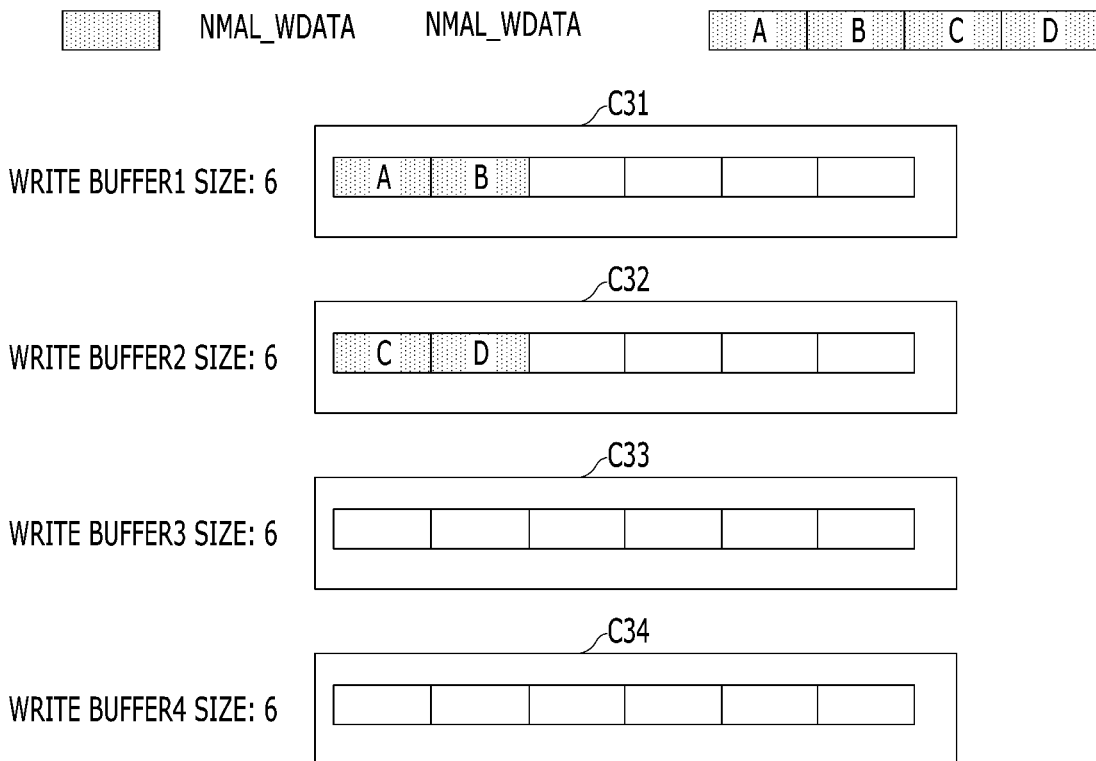 NMAL_WDATA NMAL_WDATA A B C D
C31
WRITE BUFFER1 SIZE: 6 A B
C32
WRITE BUFFER2 SIZE: 6 C D
C33
WRITE BUFFER3 SIZE: 6
C34
WRITE BUFFER4 SIZE: 6